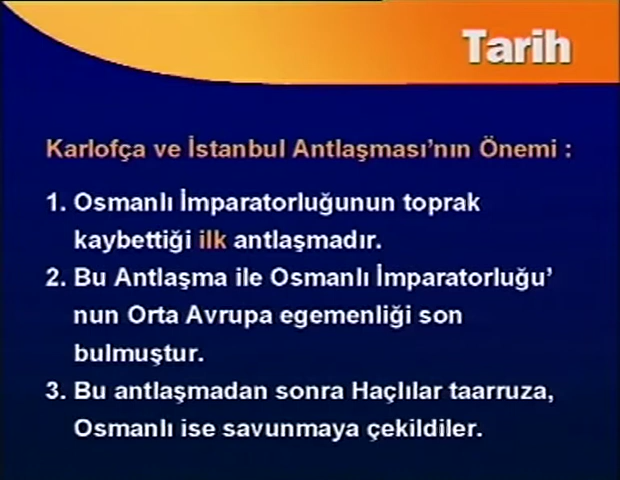 Tarih
Karlofça ve İstanbul Antlaşması'nın Önemi :
1. Osmanlı İmparatorluğunun toprak
kaybettiği ilk antlaşmadır.
2. Bu Antlaşma ile Osmanlı İmparatorluğu'
nun Orta Avrupa egemenliği son
bulmuştur.
3. Bu antlaşmadan sonra Haçlılar taarruza,
Osmanlı ise savunmaya çekildiler.